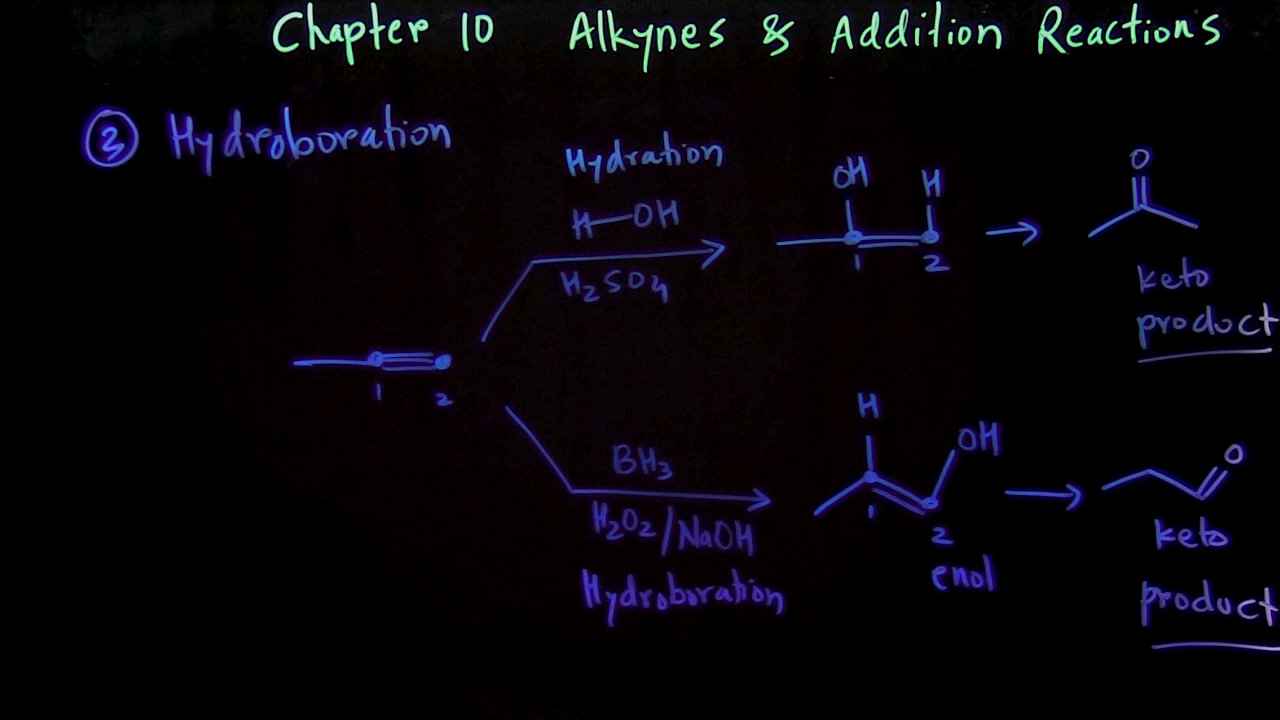 Chapter 10 Alkynes & Addition Reactions
3 Hydroboration
Hydration
H—OH
H2SO4
OH H
1 2
O
keto
product
1 2
BH3
H2O2/NaOH
Hydroboration
H
OH
1
2
enol
O
keto
product